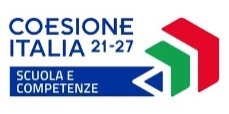 COESIONE
ITALIA 21-27
SCUOLA E
COMPETENZE